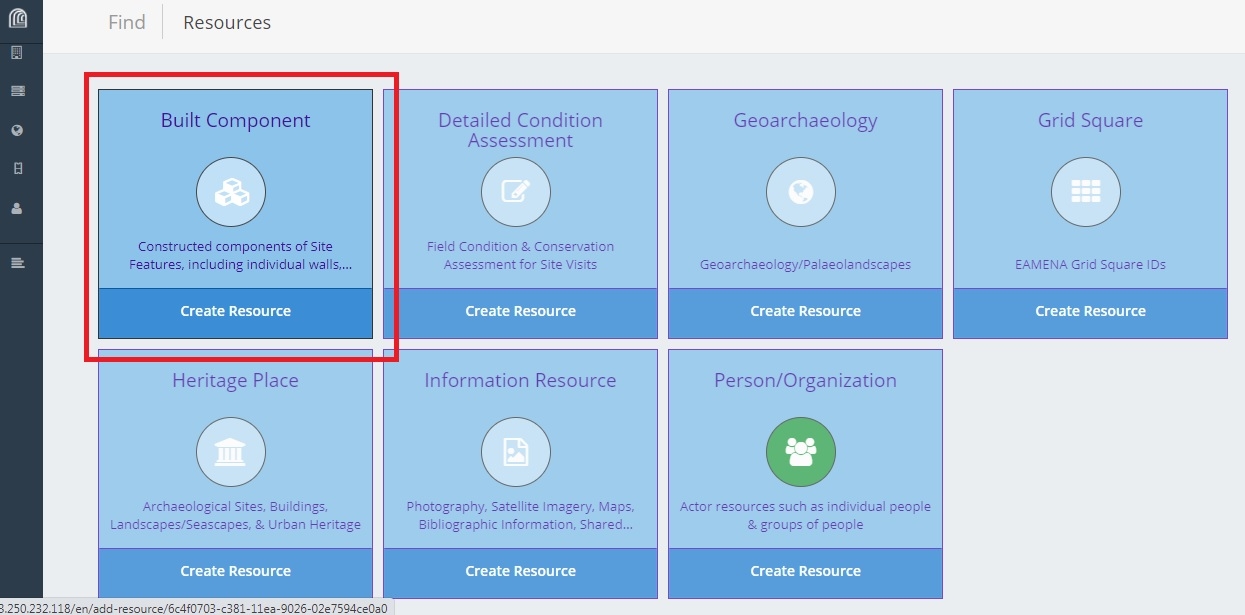 Find
Resources
Built Component
Constructed components of Site
Features, including individual walls,...
Create Resource
Detailed Condition
Assessment
Field Condition & Conservation
Assessment for Site Visits
Create Resource
Geoarchaeology
Geoarchaeology/Palaeolandscapes
Create Resource
Grid Square
EAMENA Grid Square IDs
Create Resource
Heritage Place
Archaeological Sites, Buildings,
Landscapes/Seascapes, & Urban Heritage
Create Resource
Information Resource
Photography, Satellite Imagery, Maps,
Bibliographic Information, Shared...
Create Resource
Person/Organization
Actor resources such as individual people
& groups of people
Create Resource
3.250.232.118/en/add-resource/6c4f0703-c381-11ea-9026-02e7594ce0a0